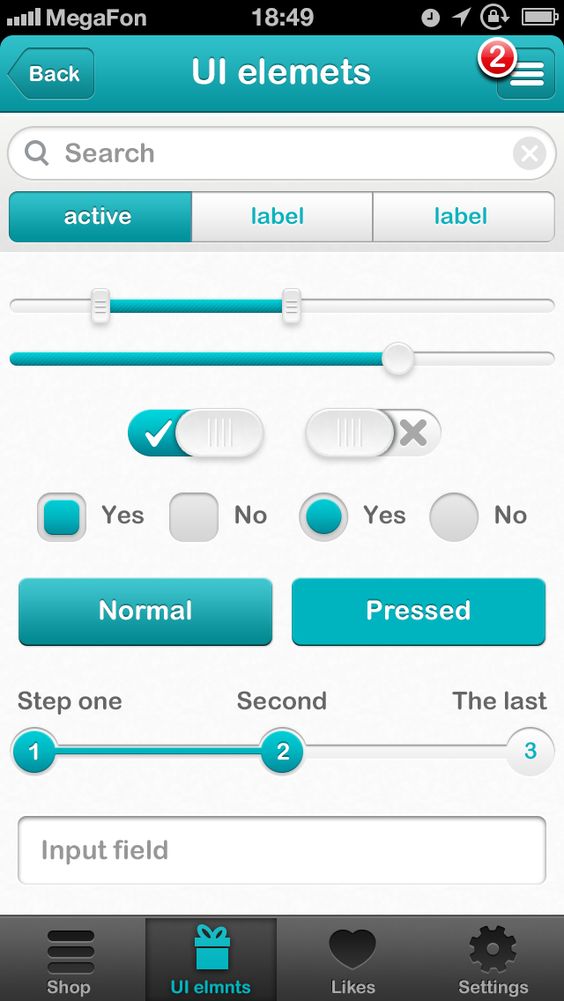 MegaFon 18:49
Back UI elemets 2
Search
active label label
Yes No Yes No
Normal Pressed
Step one Second The last
1 2 3
Input field
Shop UI elmnts Likes Settings